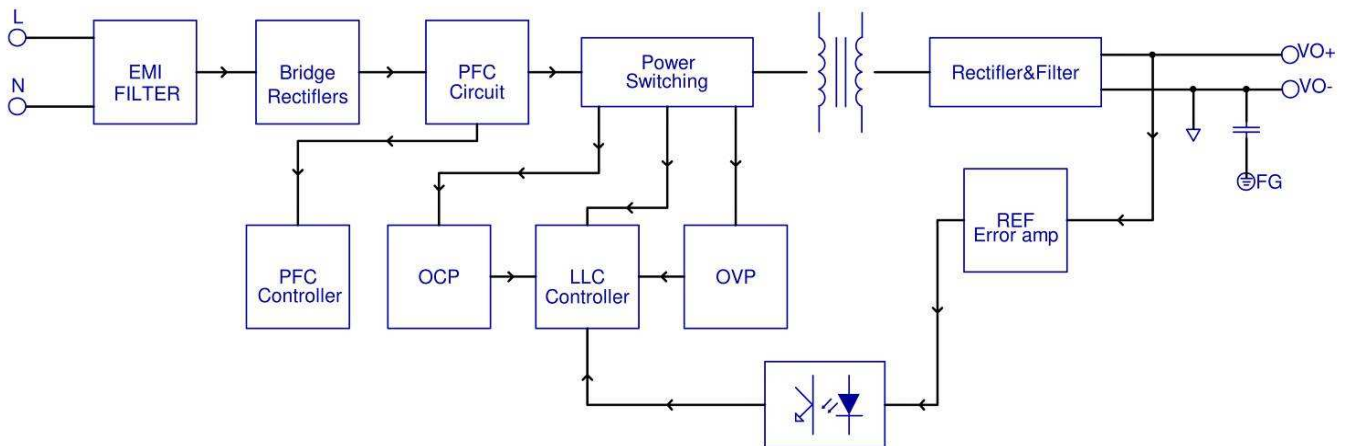 L
N
EMI
FILTER
Bridge
Rectiflers
PFC
Circuit
Power
Switching
Rectifler&Filter
VO+
VO-
FG
REF
Error amp
PFC
Controller
OCP
LLC
Controller
OVP